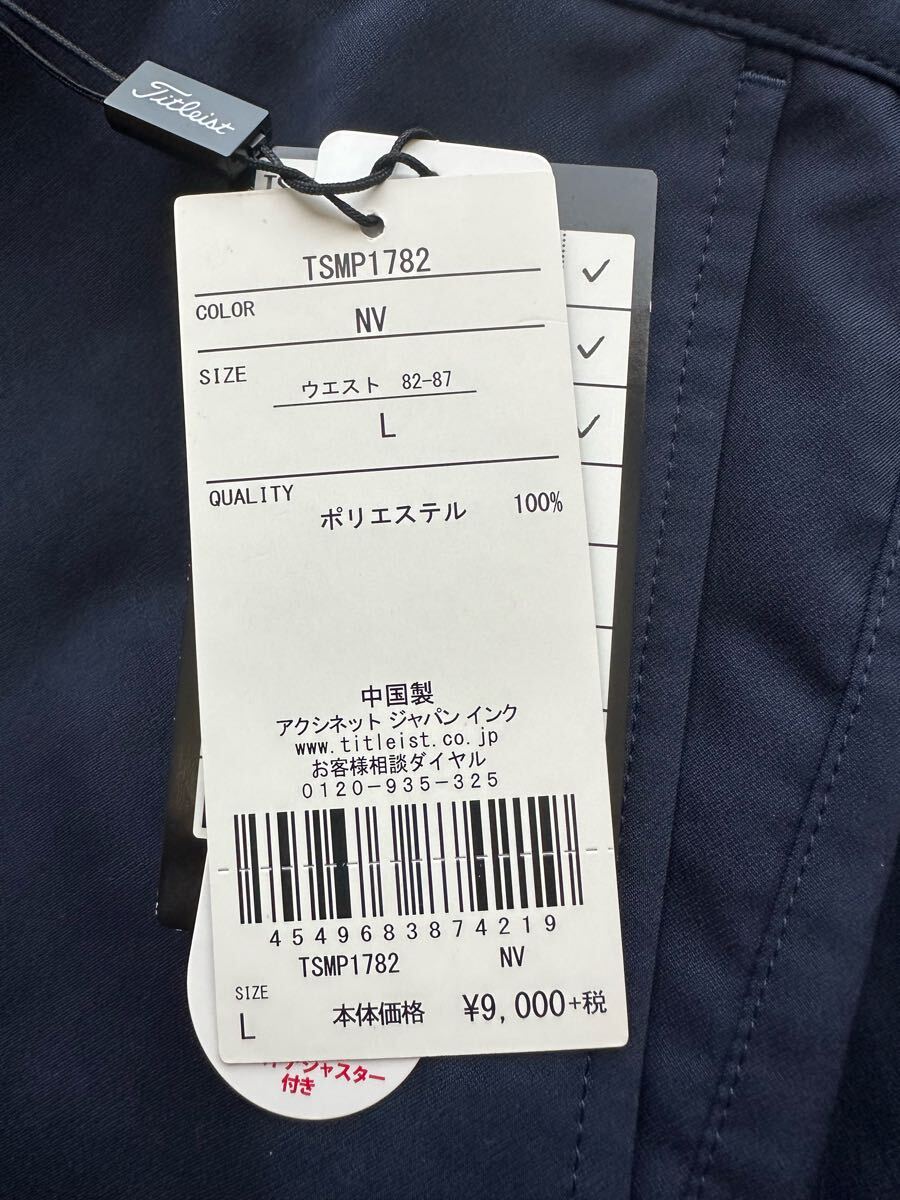 Titleist
TSMP1782
COLOR
NV
SIZE
ウエスト 82-87
L
QUALITY
ポリエステル 100%
中国製
アクシネット ジャパン インク
www.titleist.co.jp
お客様相談ダイヤル
0120-935-325
4549683874219
TSMP1782 NV
SIZE
L
本体価格 ¥9,000+税
付き